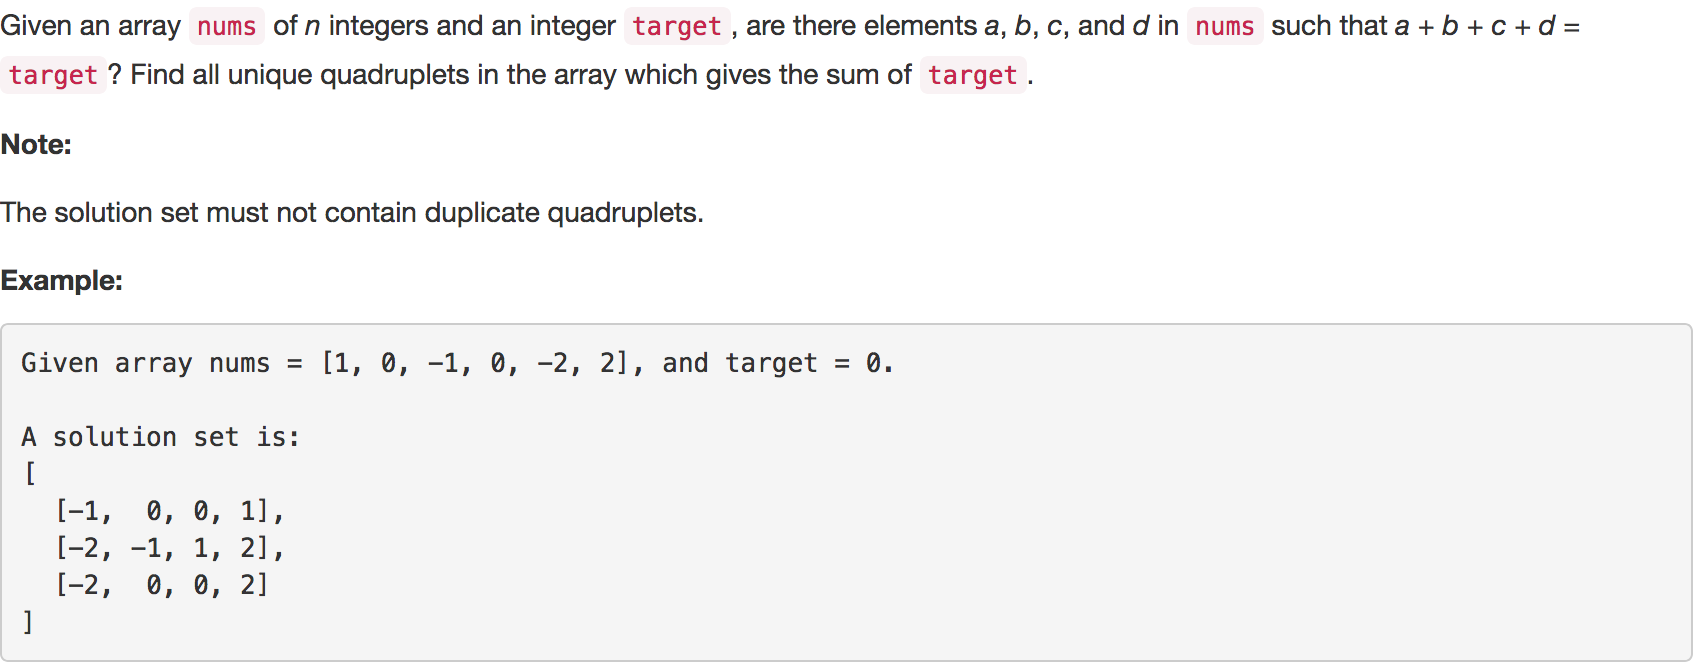 Given an array nums of n integers and an integer target, are there elements a, b, c, and d in nums such that a + b + c + d =
target? Find all unique quadruplets in the array which gives the sum of target.
Note:
The solution set must not contain duplicate quadruplets.
Example:
Given array nums = [1, 0, −1, 0, −2, 2], and target = 0.
A solution set is:
[
  [−1,  0, 0, 1],
  [−2, −1, 1, 2],
  [−2,  0, 0, 2]
]